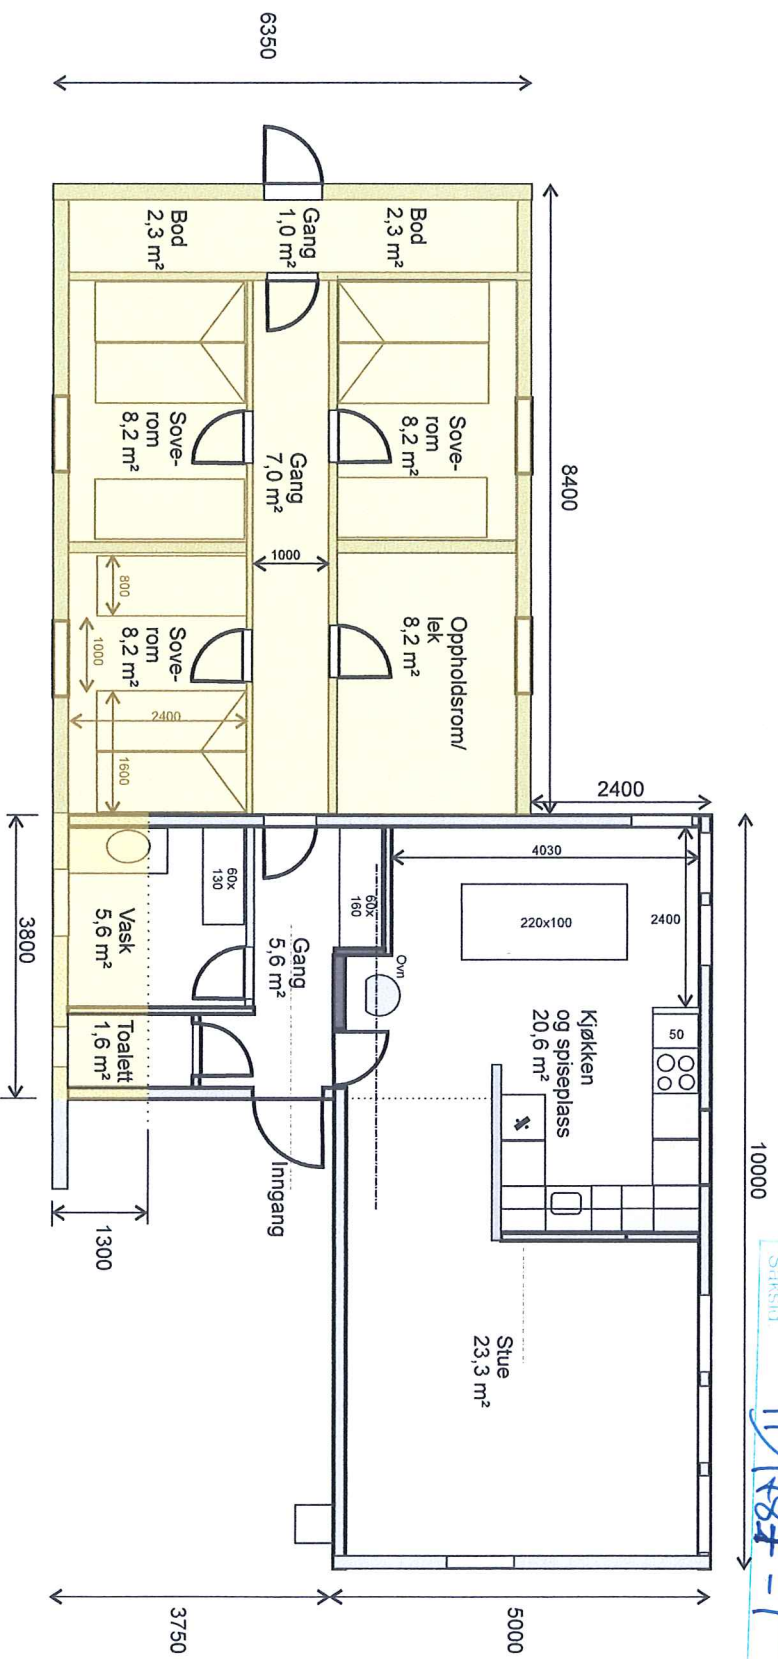 6350
8400
2400
10000
Bod
2,3 m²
Gang
1,0 m²
Bod
2,3 m²
Sove-
rom
8,2 m²
Oppholdsrom/
lek
8,2 m²
Gang
7,0 m²
1000
Sove-
rom
8,2 m²
Sove-
rom
8,2 m²
800
1000
1600
2400
4030
2400
220x100
50
Kjøkken
og spiseplass
20,6 m²
Ovn
60x
160
60x
130
Gang
5,6 m²
Vask
5,6 m²
Toalett
1,6 m²
Inngang
Stue
23,3 m²
3800
1300
3750
5000